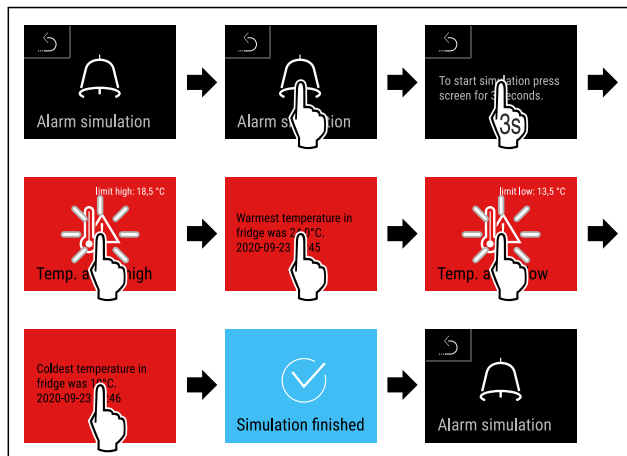 Alarm simulation
Alarm
To start simulation press
screen for 3 seconds.
3s
limit high: 18,5 °C
Temp. high
Warmest temperature in
fridge was
2020-09-23 45
limit low: 13,5 °C
Temp.
Coldest temperature in
fridge was
2020-09-23 :46
Simulation finished
Alarm simulation